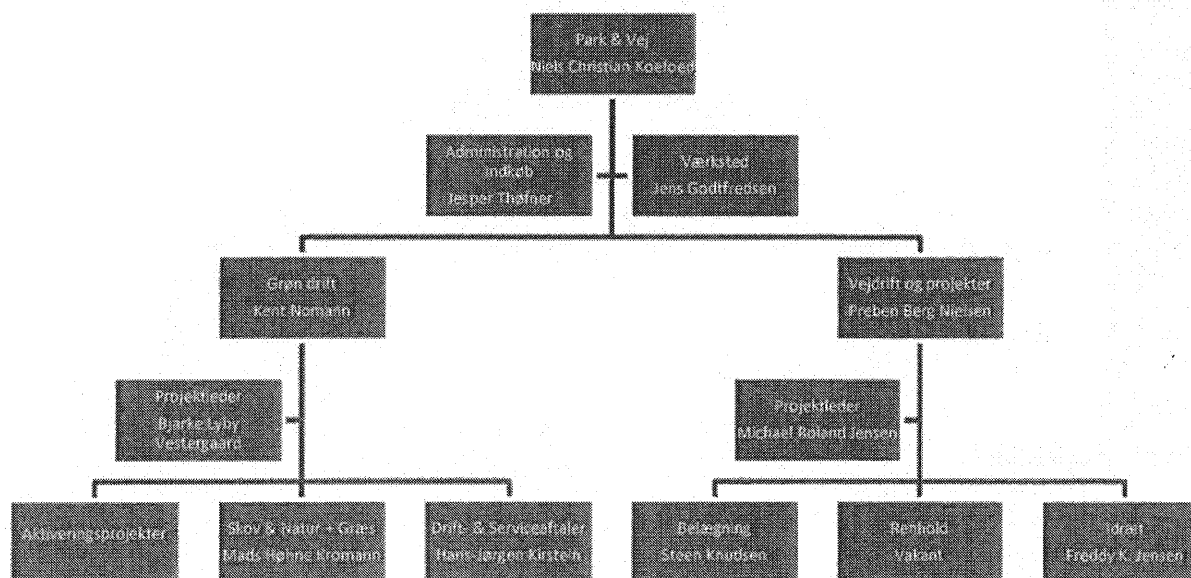 Park & Vej
Niels Christian Koefoed
Administration og
indkøb
Jesper Thøfner
Værksted
Jens Godtfredsen
Grøn drift
Kent Nomann
Vejdrift og projekter
Preben Berg Nielsen
Projektleder
Bjarke Lyby
Vestergaard
Projektleder
Michael Roland Jensen
Aktiveringsprojekter
Skov & Natur + Græs
Mads Høhne Kromann
Drift- & Serviceaftaler
Hans-Jørgen Kirstein
Belægning
Steen Knudsen
Renhold
Vakant
Idræt
Freddy K. Jensen